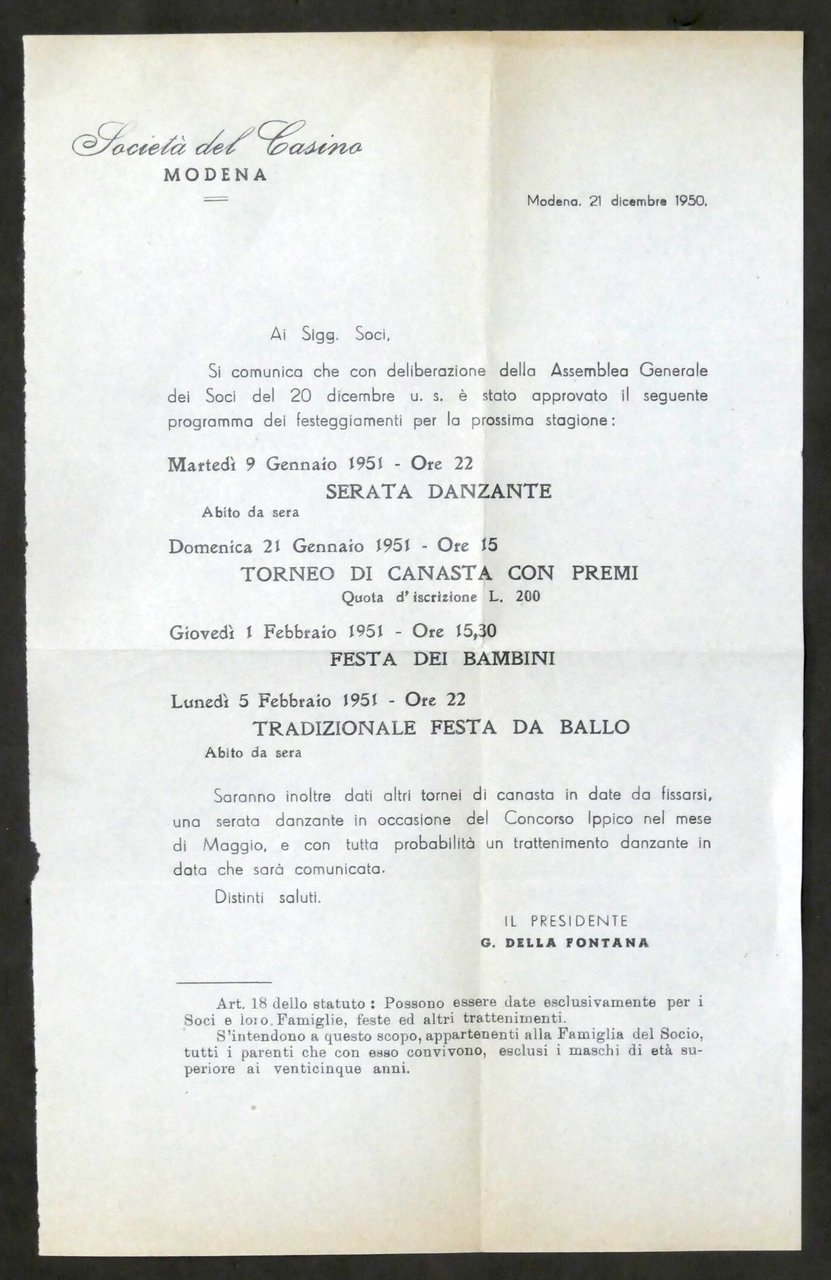 Società del Casino
MODENA
Modena, 21 dicembre 1950.
Ai Sigg. Soci,
Si comunica che con deliberazione della Assemblea Generale
dei Soci del 20 dicembre u. s. è stato approvato il seguente
programma dei festeggiamenti per la prossima stagione:
Martedì 9 Gennaio 1951 - Ore 22
SERATA DANZANTE
Abito da sera
Domenica 21 Gennaio 1951 - Ore 15
TORNEO DI CANASTA CON PREMI
Quota d'iscrizione L. 200
Giovedì 1 Febbraio 1951 - Ore 15,30
FESTA DEI BAMBINI
Lunedì 5 Febbraio 1951 - Ore 22
TRADIZIONALE FESTA DA BALLO
Abito da sera
Saranno inoltre dati altri tornei di canasta in date da fissarsi,
una serata danzante in occasione del Concorso Ippico nel mese
di Maggio, e con tutta probabilità un trattenimento danzante in
data che sarà comunicata.
Distinti saluti.
IL PRESIDENTE
G. DELLA FONTANA
Art. 18 dello statuto : Possono essere date esclusivamente per i
Soci e loro Famiglie, feste ed altri trattenimenti.
S'intendono a questo scopo, appartenenti alla Famiglia del Socio,
tutti i parenti che con esso convivono, esclusi i maschi di età su-
periore ai venticinque anni.